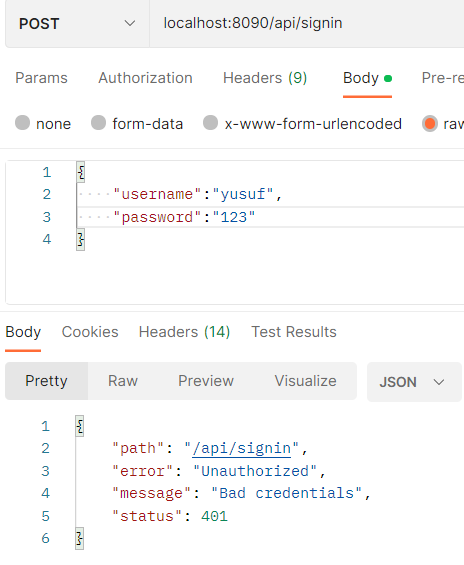 POST localhost:8090/api/signin
Params Authorization Headers (9) Body Pre-re
none form-data x-www-form-urlencoded raw
1 {
2 "username":"yusuf",
3 "password":"123"
4 }
Body Cookies Headers (14) Test Results
Pretty Raw Preview Visualize JSON
1 {
2 "path": "/api/signin",
3 "error": "Unauthorized",
4 "message": "Bad credentials",
5 "status": 401
6 }